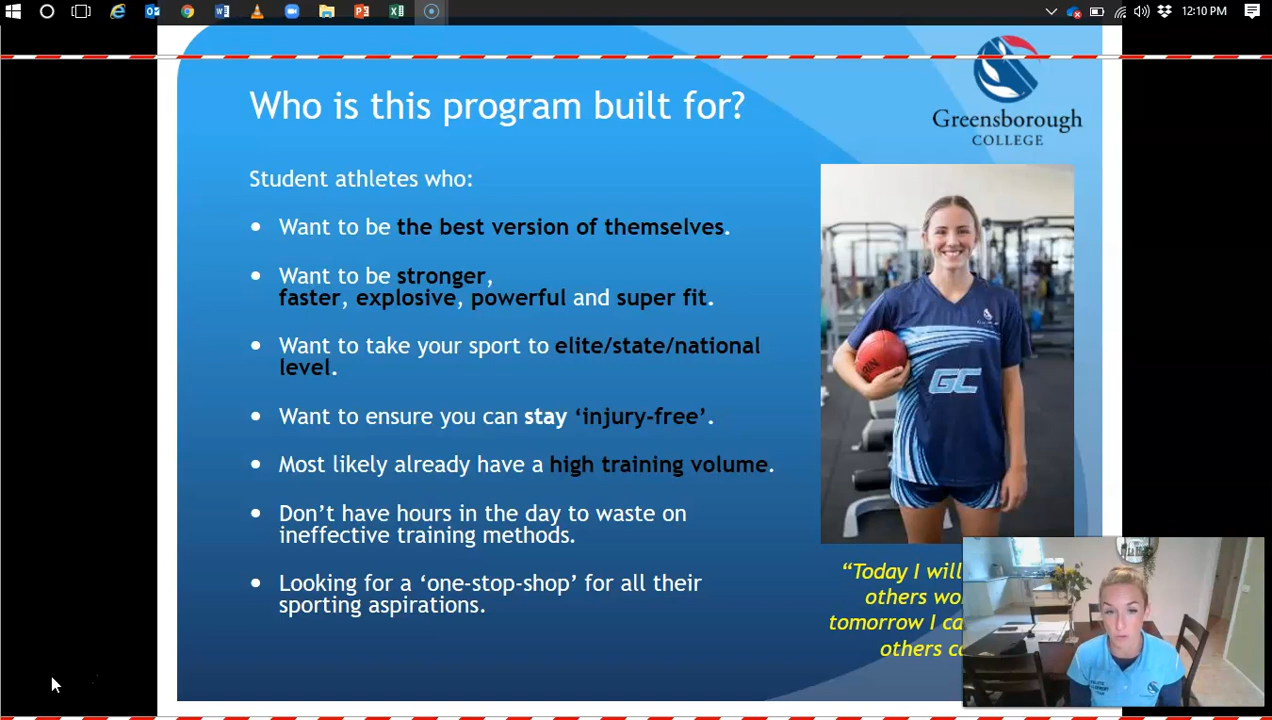 12:10 PM
Greensborough
COLLEGE
Who is this program built for?
Student athletes who:
• Want to be the best version of themselves.
• Want to be stronger,
faster, explosive, powerful and super fit.
• Want to take your sport to elite/state/national
level.
• Want to ensure you can stay ‘injury-free’.
• Most likely already have a high training volume.
• Don’t have hours in the day to waste on
ineffective training methods.
• Looking for a ‘one-stop-shop’ for all their
sporting aspirations.
GC
“Today I will
others
tomorrow I
others